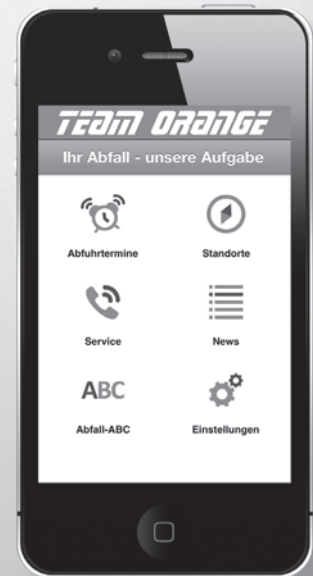 TEAM ORANGE
Ihr Abfall - unsere Aufgabe
Abfuhrtermine
Standorte
Service
News
ABC
Abfall-ABC
Einstellungen